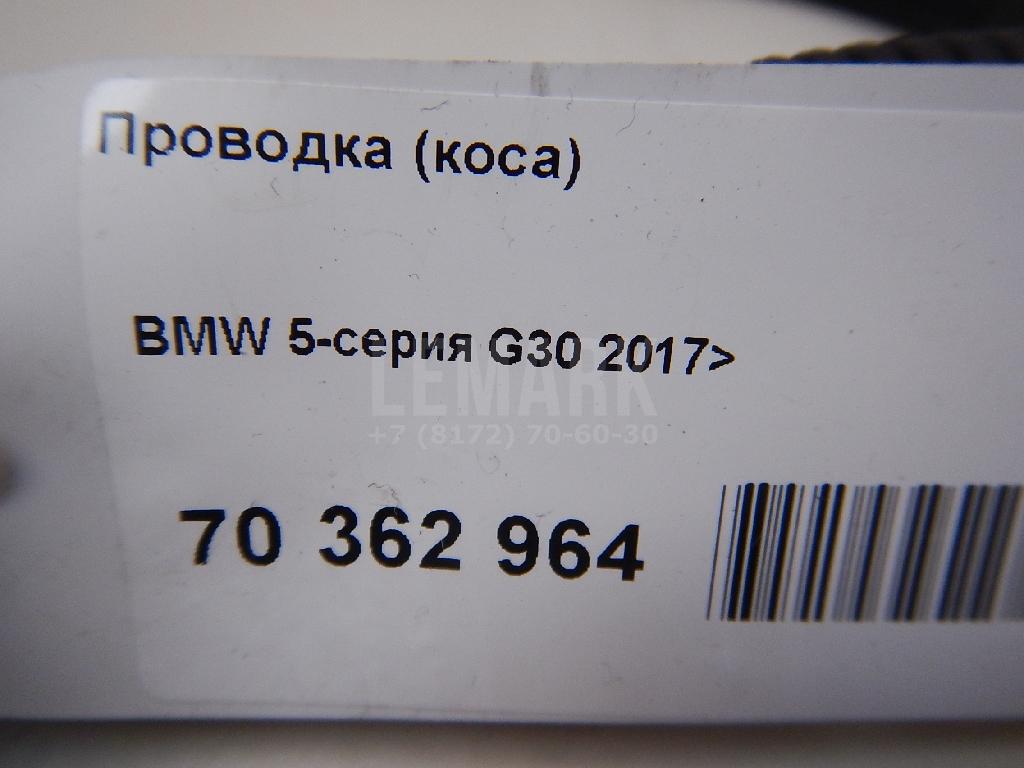 Проводка (коса)
BMW 5-серия G30 2017>
LEMARK
+7 (8172) 70-60-30
70 362 964